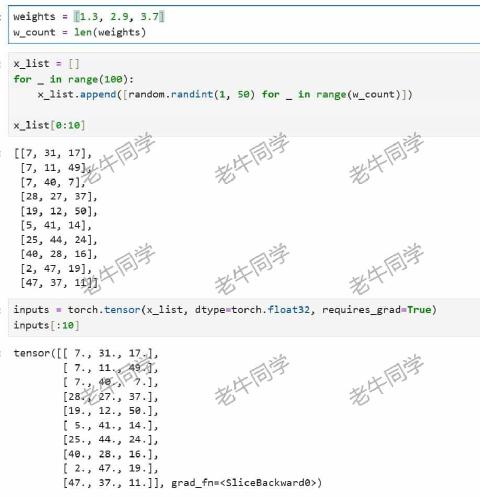 weights = [1.3, 2.9, 3.7]
w_count = len(weights)
x_list = []
for _ in range(100):
    x_list.append([random.randint(1, 50) for _ in range(w_count)])
x_list[0:10]
[[7, 31, 17],
[7, 11, 49],
[7, 40, 7],
[28, 27, 37],
[19, 12, 50],
[5, 41, 14],
[25, 44, 24],
[40, 28, 16],
[2, 47, 19],
[47, 37, 11]]
老牛同学 老牛同学 老牛同学
老牛同学 老牛同学 老牛同学
inputs = torch.tensor(x_list, dtype=torch.float32, requires_grad=True)
inputs[:10]
tensor([[ 7., 31., 17.],
[ 7., 11., 49.],
[ 7., 40., 7.],
[28., 27., 37.],
[19., 12., 50.],
[ 5., 41., 14.],
[25., 44., 24.],
[40., 28., 16.],
[ 2., 47., 19.],
[47., 37., 11.]], grad_fn=<SliceBackward0>)
老牛同学 老牛同学 老牛同学